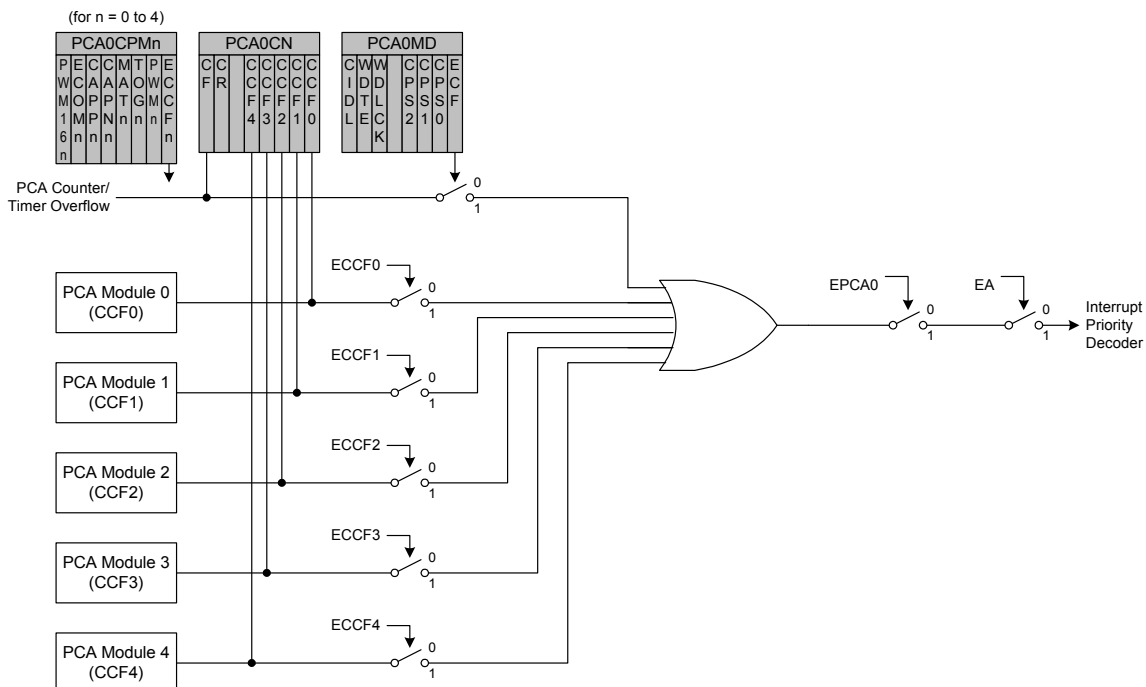 (for n = 0 to 4)
PCA0CPMn
PWM16n
ECOMn
CAPPn
CAPNn
MATn
TOGn
PWMn
ECCFn
PCA0CN
CF
CR
CCF4
CCF3
CCF2
CCF1
CCF0
PCA0MD
CIDL
WDTE
WDLCK
CPS2
CPS1
CPS0
ECF
PCA Counter/
Timer Overflow
0
1
PCA Module 0
(CCF0)
ECCF0
0
1
EPCA0
0
1
EA
0
1
Interrupt
Priority
Decoder
PCA Module 1
(CCF1)
ECCF1
0
1
PCA Module 2
(CCF2)
ECCF2
0
1
PCA Module 3
(CCF3)
ECCF3
0
1
PCA Module 4
(CCF4)
ECCF4
0
1